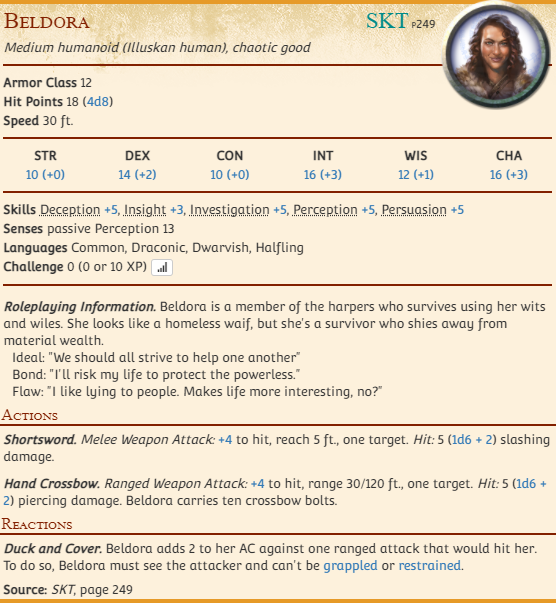 Beldora SKT p249
Medium humanoid (Illuskan human), chaotic good
Armor Class 12
Hit Points 18 (4d8)
Speed 30 ft.
STR DEX CON INT WIS CHA
10 (+0) 14 (+2) 10 (+0) 16 (+3) 12 (+1) 16 (+3)
Skills Deception +5, Insight +3, Investigation +5, Perception +5, Persuasion +5
Senses passive Perception 13
Languages Common, Draconic, Dwarvish, Halfling
Challenge 0 (0 or 10 XP)
Roleplaying Information. Beldora is a member of the harpers who survives using her wits
and wiles. She looks like a homeless waif, but she's a survivor who shies away from
material wealth.
Ideal: "We should all strive to help one another"
Bond: "I'll risk my life to protect the powerless."
Flaw: "I like lying to people. Makes life more interesting, no?"
Actions
Shortsword. Melee Weapon Attack: +4 to hit, reach 5 ft., one target. Hit: 5 (1d6 + 2) slashing
damage.
Hand Crossbow. Ranged Weapon Attack: +4 to hit, range 30/120 ft., one target. Hit: 5 (1d6 +
2) piercing damage. Beldora carries ten crossbow bolts.
Reactions
Duck and Cover. Beldora adds 2 to her AC against one ranged attack that would hit her.
To do so, Beldora must see the attacker and can't be grappled or restrained.
Source: SKT, page 249